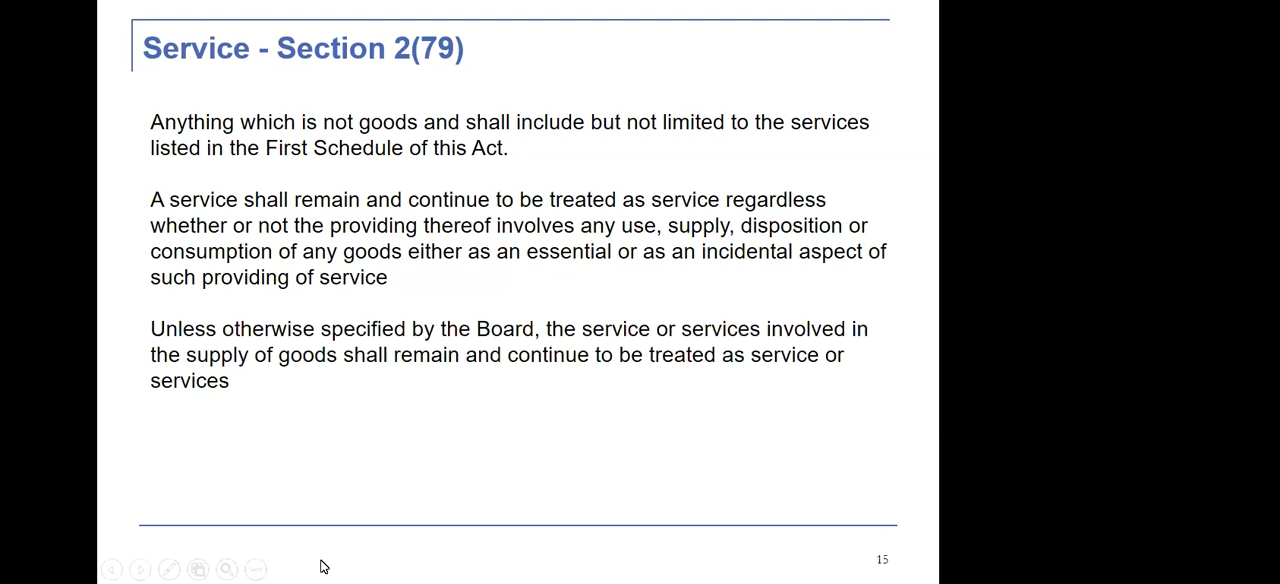 Service - Section 2(79)
Anything which is not goods and shall include but not limited to the services
listed in the First Schedule of this Act.
A service shall remain and continue to be treated as service regardless
whether or not the providing thereof involves any use, supply, disposition or
consumption of any goods either as an essential or as an incidental aspect of
such providing of service
Unless otherwise specified by the Board, the service or services involved in
the supply of goods shall remain and continue to be treated as service or
services
15